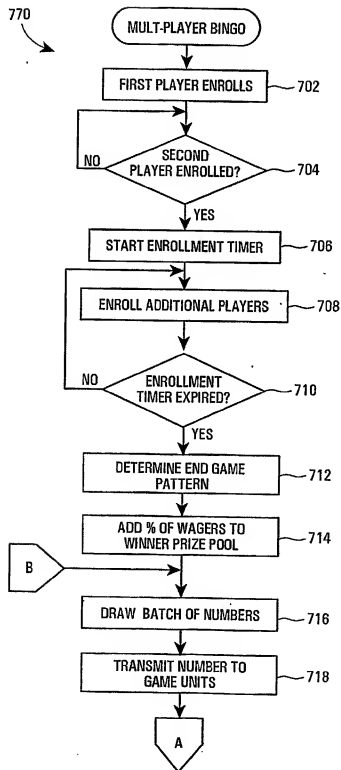 770
MULT-PLAYER BINGO
FIRST PLAYER ENROLLS
702
SECOND
PLAYER ENROLLED?
704
NO
YES
START ENROLLMENT TIMER
706
ENROLL ADDITIONAL PLAYERS
708
NO
ENROLLMENT
TIMER EXPIRED?
710
YES
DETERMINE END GAME
PATTERN
712
ADD % OF WAGERS TO
WINNER PRIZE POOL
714
B
DRAW BATCH OF NUMBERS
716
TRANSMIT NUMBER TO
GAME UNITS
718
A